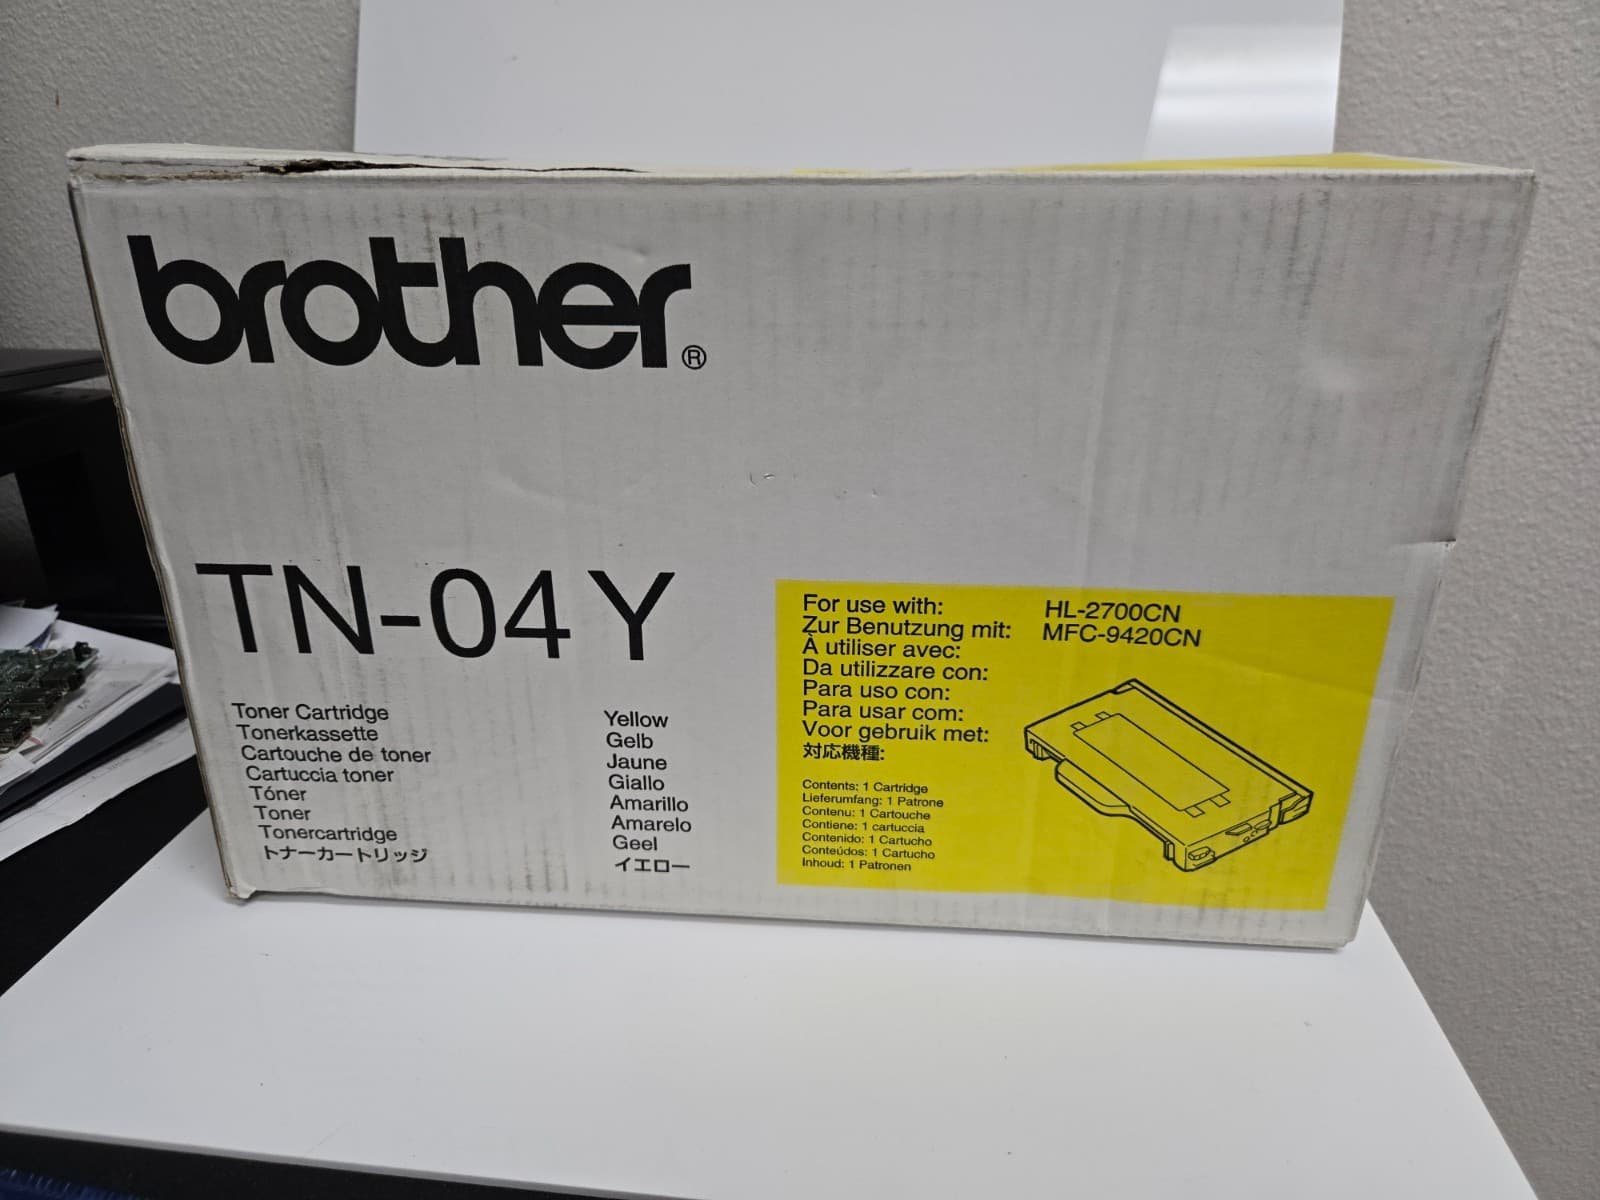 brother®
TN-04Y
Toner Cartridge
Tonerkassette
Cartouche de toner
Cartuccia toner
Tóner
Toner
Tonercartridge
トナーカートリッジ
Yellow
Gelb
Jaune
Giallo
Amarillo
Amarelo
Geel
イエロー
For use with: HL-2700CN
Zur Benutzung mit: MFC-9420CN
À utiliser avec:
Da utilizzare con:
Para uso con:
Para usar com:
Voor gebruik met:
対応機種:
Contents: 1 Cartridge
Lieferumfang: 1 Patrone
Contenu: 1 Cartouche
Contiene: 1 cartuccia
Contenido: 1 Cartucho
Conteúdos: 1 Cartucho
Inhoud: 1 Patronen